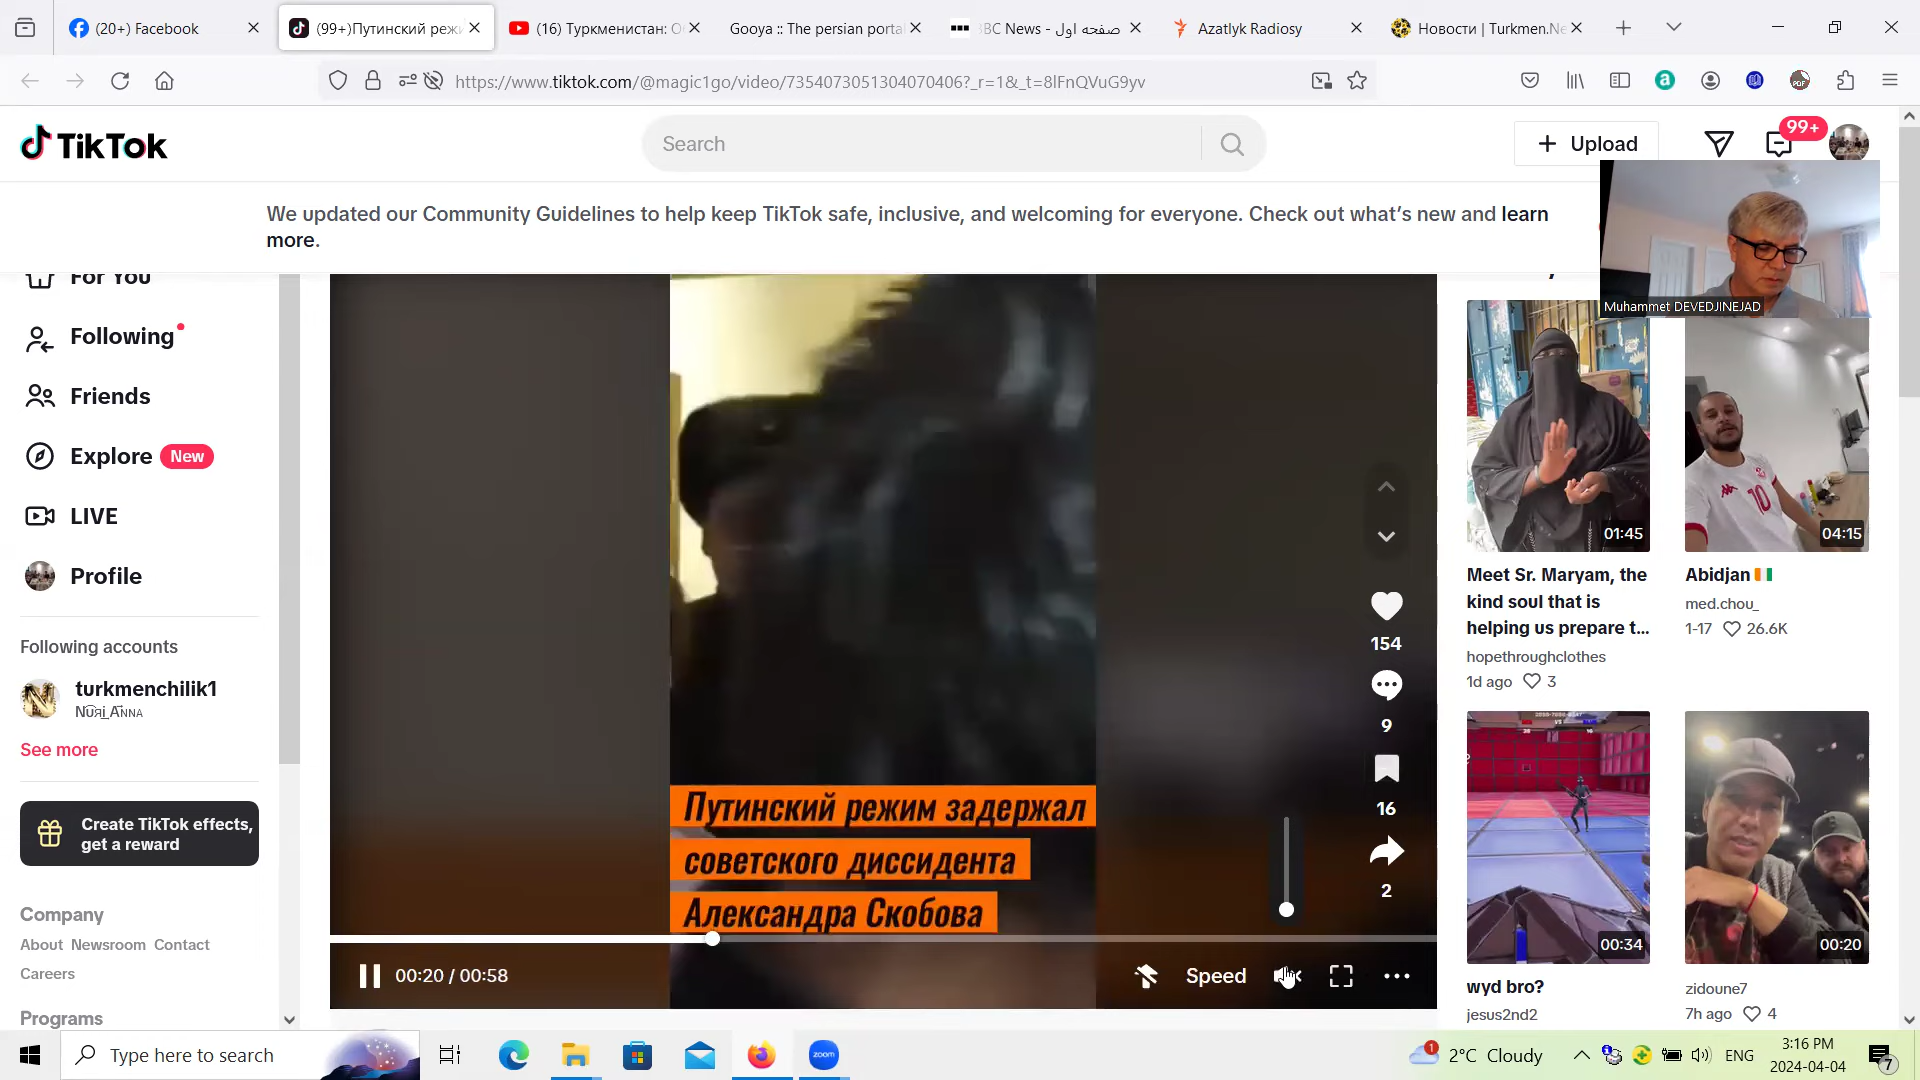 (20+) Facebook
(99+)Путинский реж
(16) Туркменистан: О
Gooya :: The persian porta
BC News - صفحه اول
Azatlyk Radiosy
Новости | Turkmen.Ne
https://www.tiktok.com/@magic1go/video/7354073051304070406?_r=1&_t=8lFnQVuG9yv
TikTok
Search
Upload
99+
We updated our Community Guidelines to help keep TikTok safe, inclusive, and welcoming for everyone. Check out what's new and learn
more.
Muhammet DEVEDJINEJAD
For You
Following
Friends
Explore New
LIVE
Profile
Following accounts
turkmenchilik1
See more
Create TikTok effects,
get a reward
Company
About Newsroom Contact
Careers
Programs
Путинский режим задержал
советского диссидента
Александра Скобова
154
9
16
2
00:20 / 00:58
Speed
01:45
Meet Sr. Maryam, the
kind soul that is
helping us prepare t...
hopethroughclothes
1d ago 3
04:15
Abidjan
med.chou_
1-17 26.6K
10
00:34
wyd bro?
jesus2nd2
00:20
zidoune7
7h ago 4
Type here to search
zoom
1
2°C Cloudy
ENG
3:16 PM
2024-04-04
7